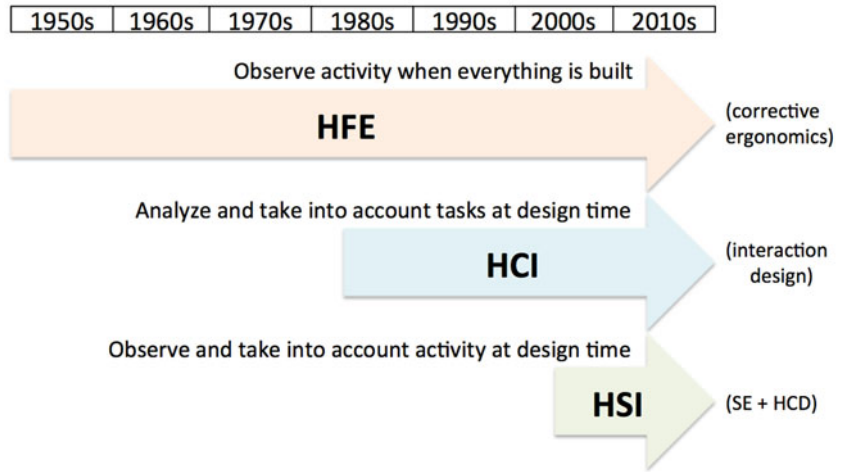 1950s 1960s 1970s 1980s 1990s 2000s 2010s
Observe activity when everything is built
HFE
(corrective
ergonomics)
Analyze and take into account tasks at design time
HCI
(interaction
design)
Observe and take into account activity at design time
HSI
(SE + HCD)